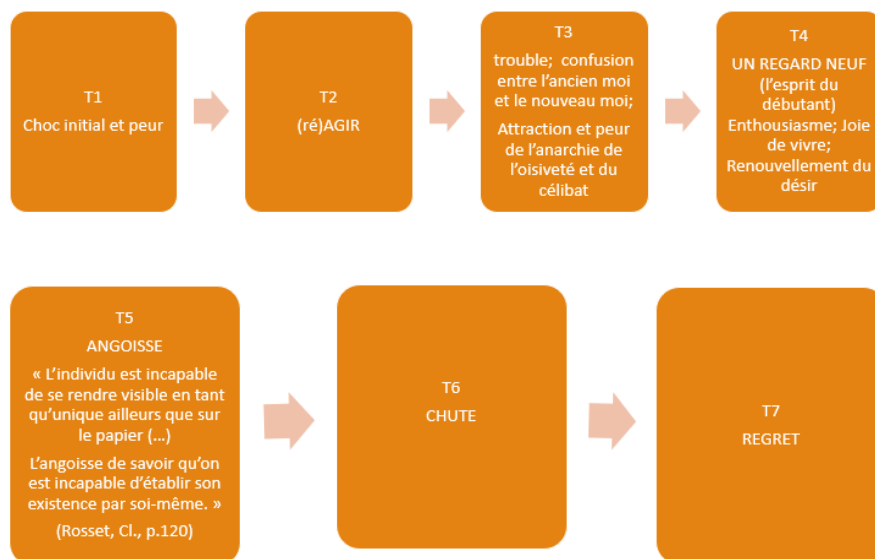 T1
Choc initial et peur
T2
(ré)AGIR
T3
trouble; confusion
entre l'ancien moi
et le nouveau moi;
Attraction et peur
de l'anarchie de
l'oisiveté et du
célibat
T4
UN REGARD NEUF
(l'esprit du
débutant)
Enthousiasme; Joie
de vivre;
Renouvellement du
désir
T5
ANGOISSE
« L'individu est incapable
de se rendre visible en tant
qu'unique ailleurs que sur
le papier (…)
L'angoisse de savoir qu'on
est incapable d'établir son
existence par soi-même. »
(Rosset, Cl., p.120)
T6
CHUTE
T7
REGRET